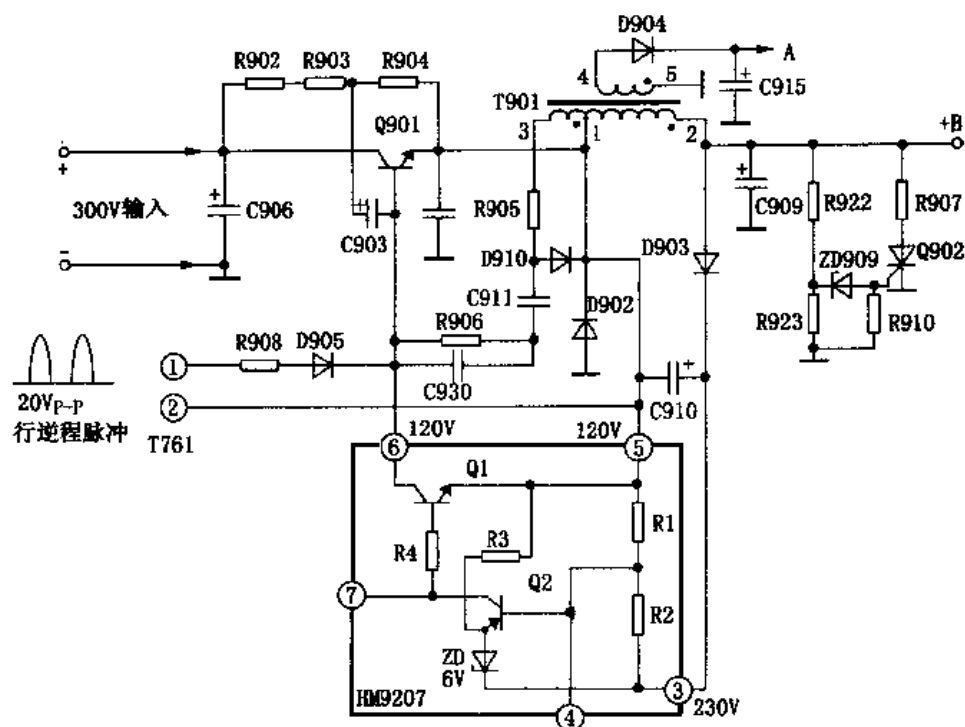 D904
R902
R903
R904
4
5
A
+
C915
T901
Q901
3
1
2
+B
+
300V输入
+
C906
+
C903
R905
+
C909
R922
R907
D910
D903
ZD909
Q902
C911
D902
R906
R923
R910
R908
D905
①
C930
+
C910
20VP-P
行逆程脉冲
②
T761
⑥
120V
120V
⑤
Q1
R1
R4
R3
Q2
⑦
R2
ZD
6V
HM9207
④
③
230V